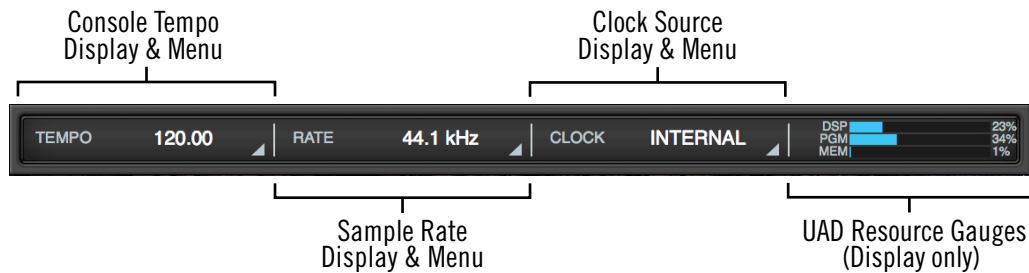 Console Tempo
Display & Menu
Clock Source
Display & Menu
TEMPO 120.00 RATE 44.1 kHz CLOCK INTERNAL
DSP 23%
PGM 34%
MEM 1%
Sample Rate
Display & Menu
UAD Resource Gauges
(Display only)